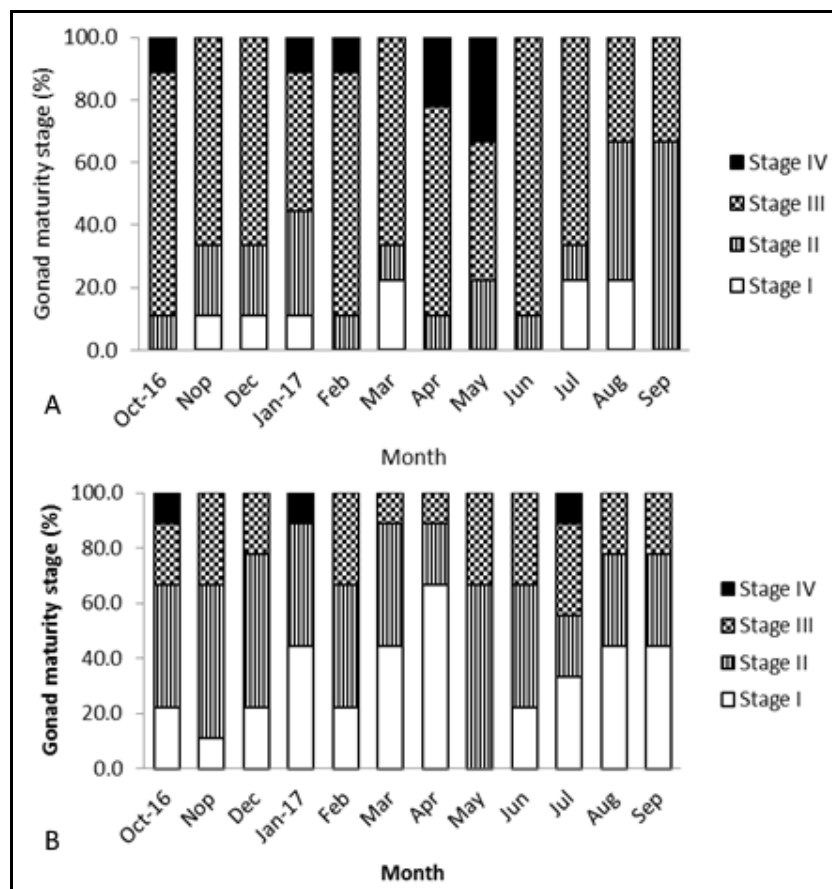 100.0
80.0
60.0
40.0
20.0
0.0
Gonad maturity stage (%)
Stage IV
Stage III
Stage II
Stage I
Oct-16 Nop Dec Jan-17 Feb Mar Apr May Jun Jul Aug Sep
A
Month
100.0
80.0
60.0
40.0
20.0
0.0
Gonad maturity stage (%)
Stage IV
Stage III
Stage II
Stage I
Oct-16 Nop Dec Jan-17 Feb Mar Apr May Jun Jul Aug Sep
B
Month